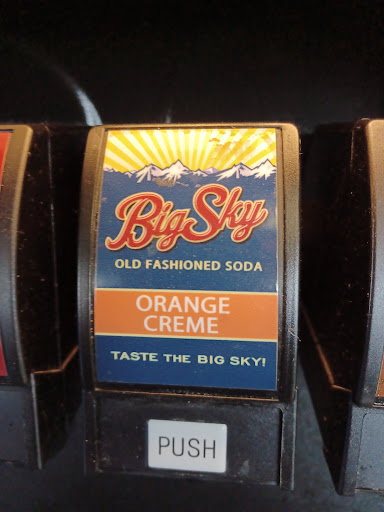 Big Sky
OLD FASHIONED SODA
ORANGE
CREME
TASTE THE BIG SKY!
PUSH